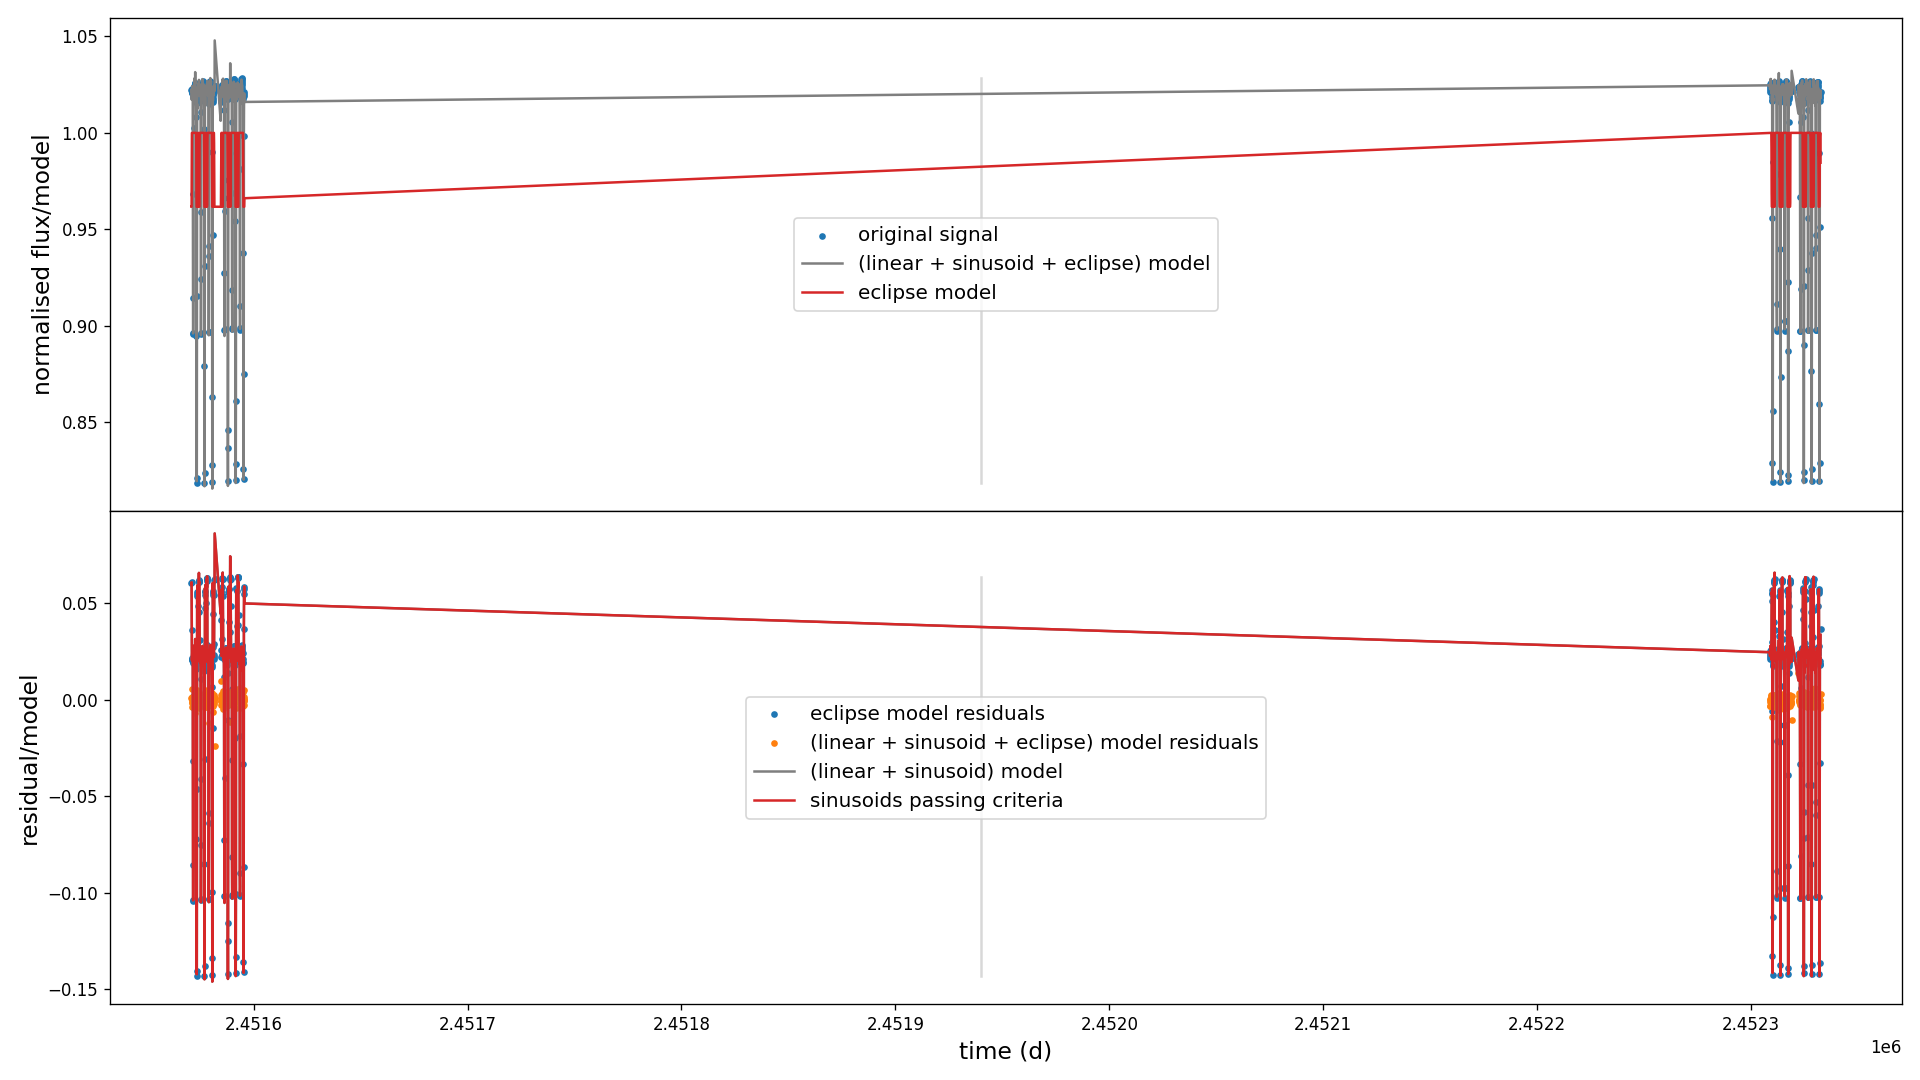 1.05
1.00
0.95
0.90
0.85
normalised flux/model
original signal
(linear + sinusoid + eclipse) model
eclipse model
0.05
0.00
−0.05
−0.10
−0.15
residual/model
eclipse model residuals
(linear + sinusoid + eclipse) model residuals
(linear + sinusoid) model
sinusoids passing criteria
2.4516 2.4517 2.4518 2.4519 2.4520 2.4521 2.4522 2.4523
1e6
time (d)